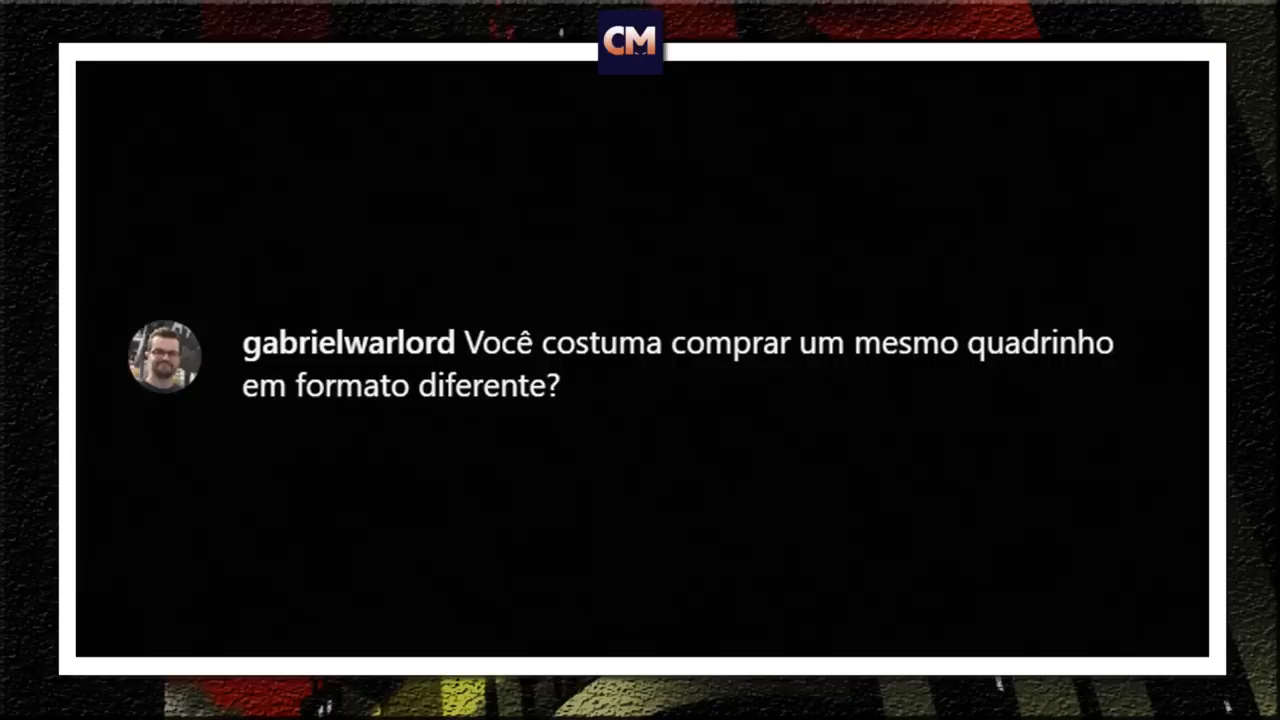 CM
gabrielwarlord Você costuma comprar um mesmo quadrinho
em formato diferente?